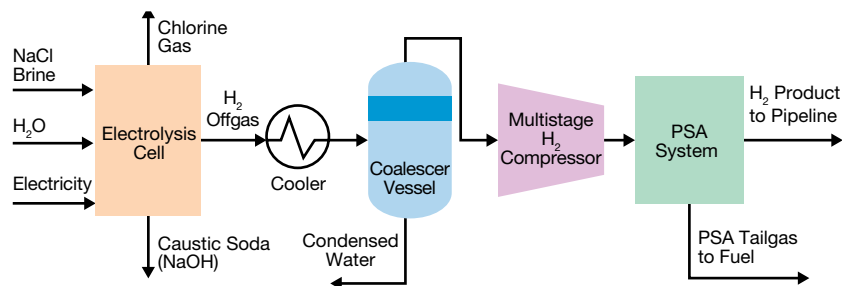 Chlorine
Gas
NaCl
Brine
H₂O
Electricity
Electrolysis
Cell
Caustic Soda
(NaOH)
H₂
Offgas
Cooler
Coalescer
Vessel
Condensed
Water
Multistage
H₂
Compressor
PSA
System
H₂ Product
to Pipeline
PSA Tailgas
to Fuel